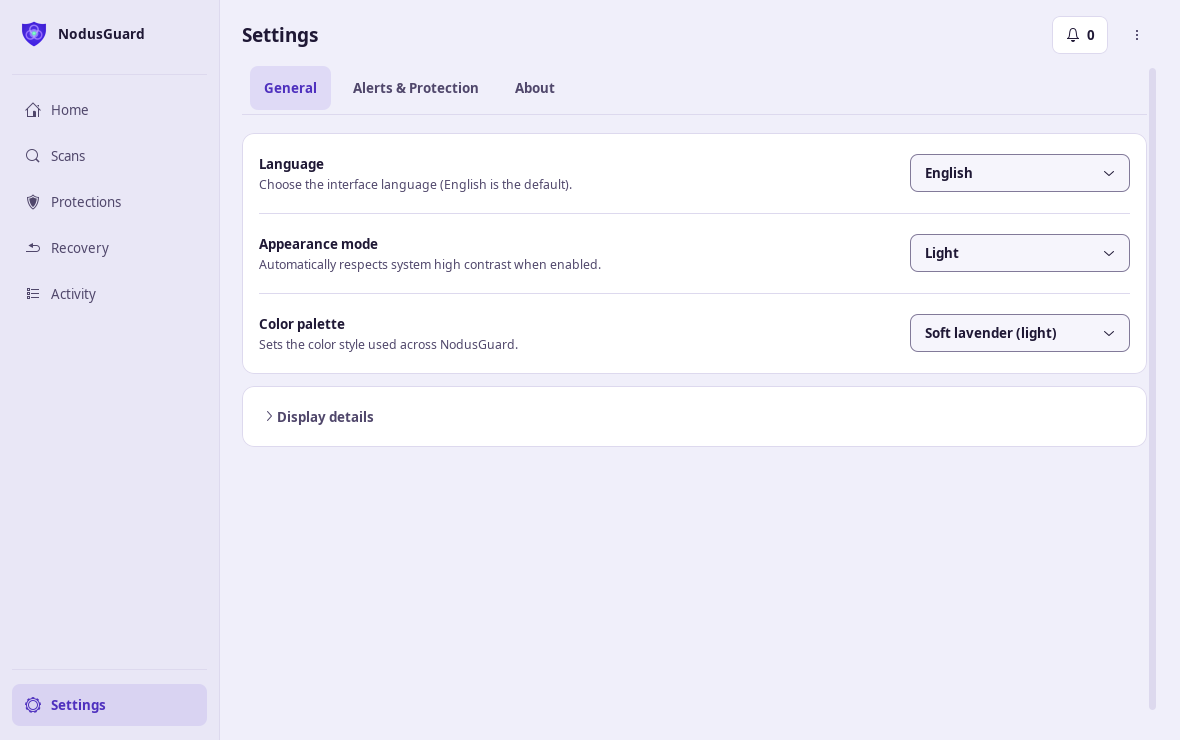 NodusGuard
Home
Scans
Protections
Recovery
Activity
Settings
Settings
0
General
Alerts & Protection
About
Language
Choose the interface language (English is the default).
English
Appearance mode
Automatically respects system high contrast when enabled.
Light
Color palette
Sets the color style used across NodusGuard.
Soft lavender (light)
Display details